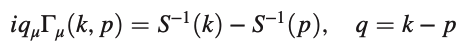 iq_μΓ_μ(k, p) = S⁻¹(k) – S⁻¹(p),   q = k – p